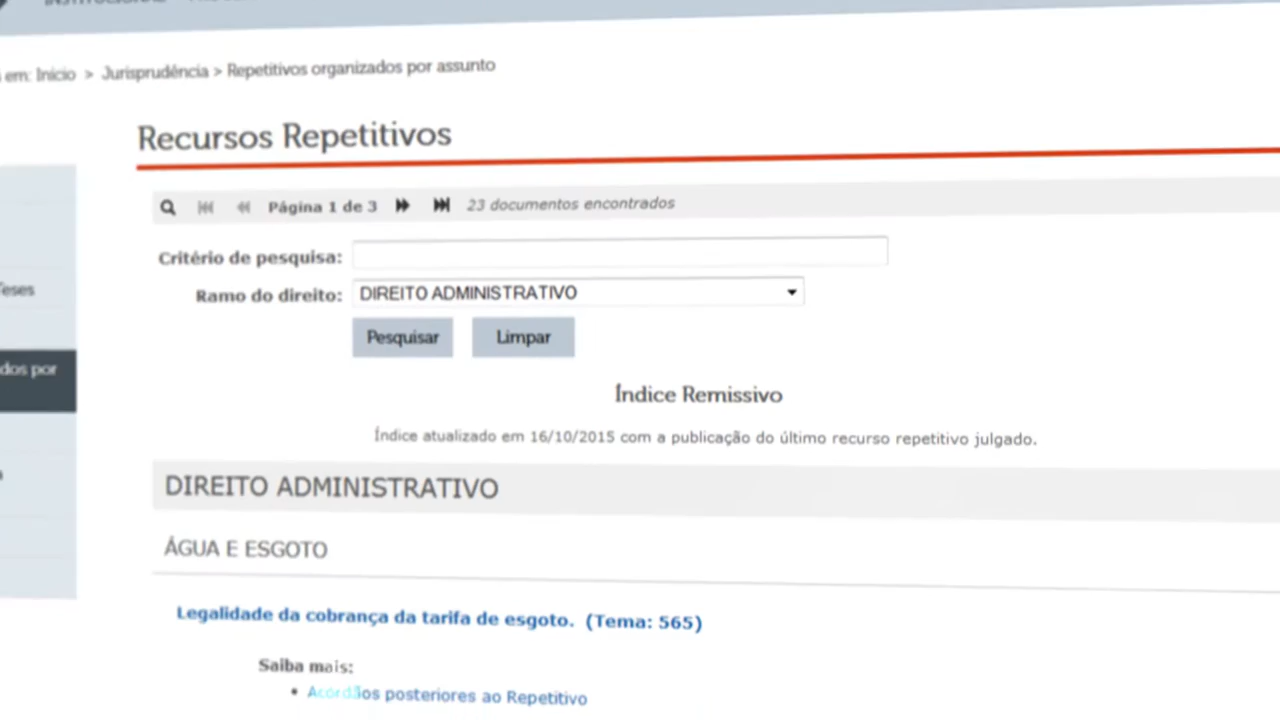 em: Início > Jurisprudência > Repetitivos organizados por assunto
Recursos Repetitivos
Página 1 de 3 23 documentos encontrados
Critério de pesquisa:
Ramo do direito: DIREITO ADMINISTRATIVO
Teses
Pesquisar Limpar
dos por
Índice Remissivo
Índice atualizado em 16/10/2015 com a publicação do último recurso repetitivo julgado.
DIREITO ADMINISTRATIVO
ÁGUA E ESGOTO
Legalidade da cobrança da tarifa de esgoto. (Tema: 565)
Saiba mais:
• Acórdãos posteriores ao Repetitivo